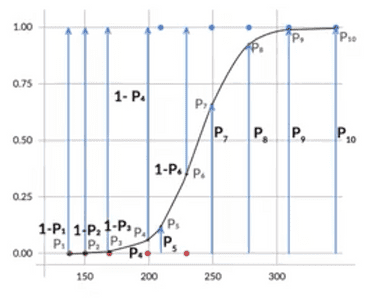 1.00
P₁₀
P₉
P₈
0.75
1- P₄
P₇
0.50
P₇
P₈
P₉
P₁₀
1-P₆
P₆
0.25
1-P₁
1-P₂
1-P₃
P₅
P₄
P₅
P₁
P₂
P₃
0.00
P₄
150
200
250
300